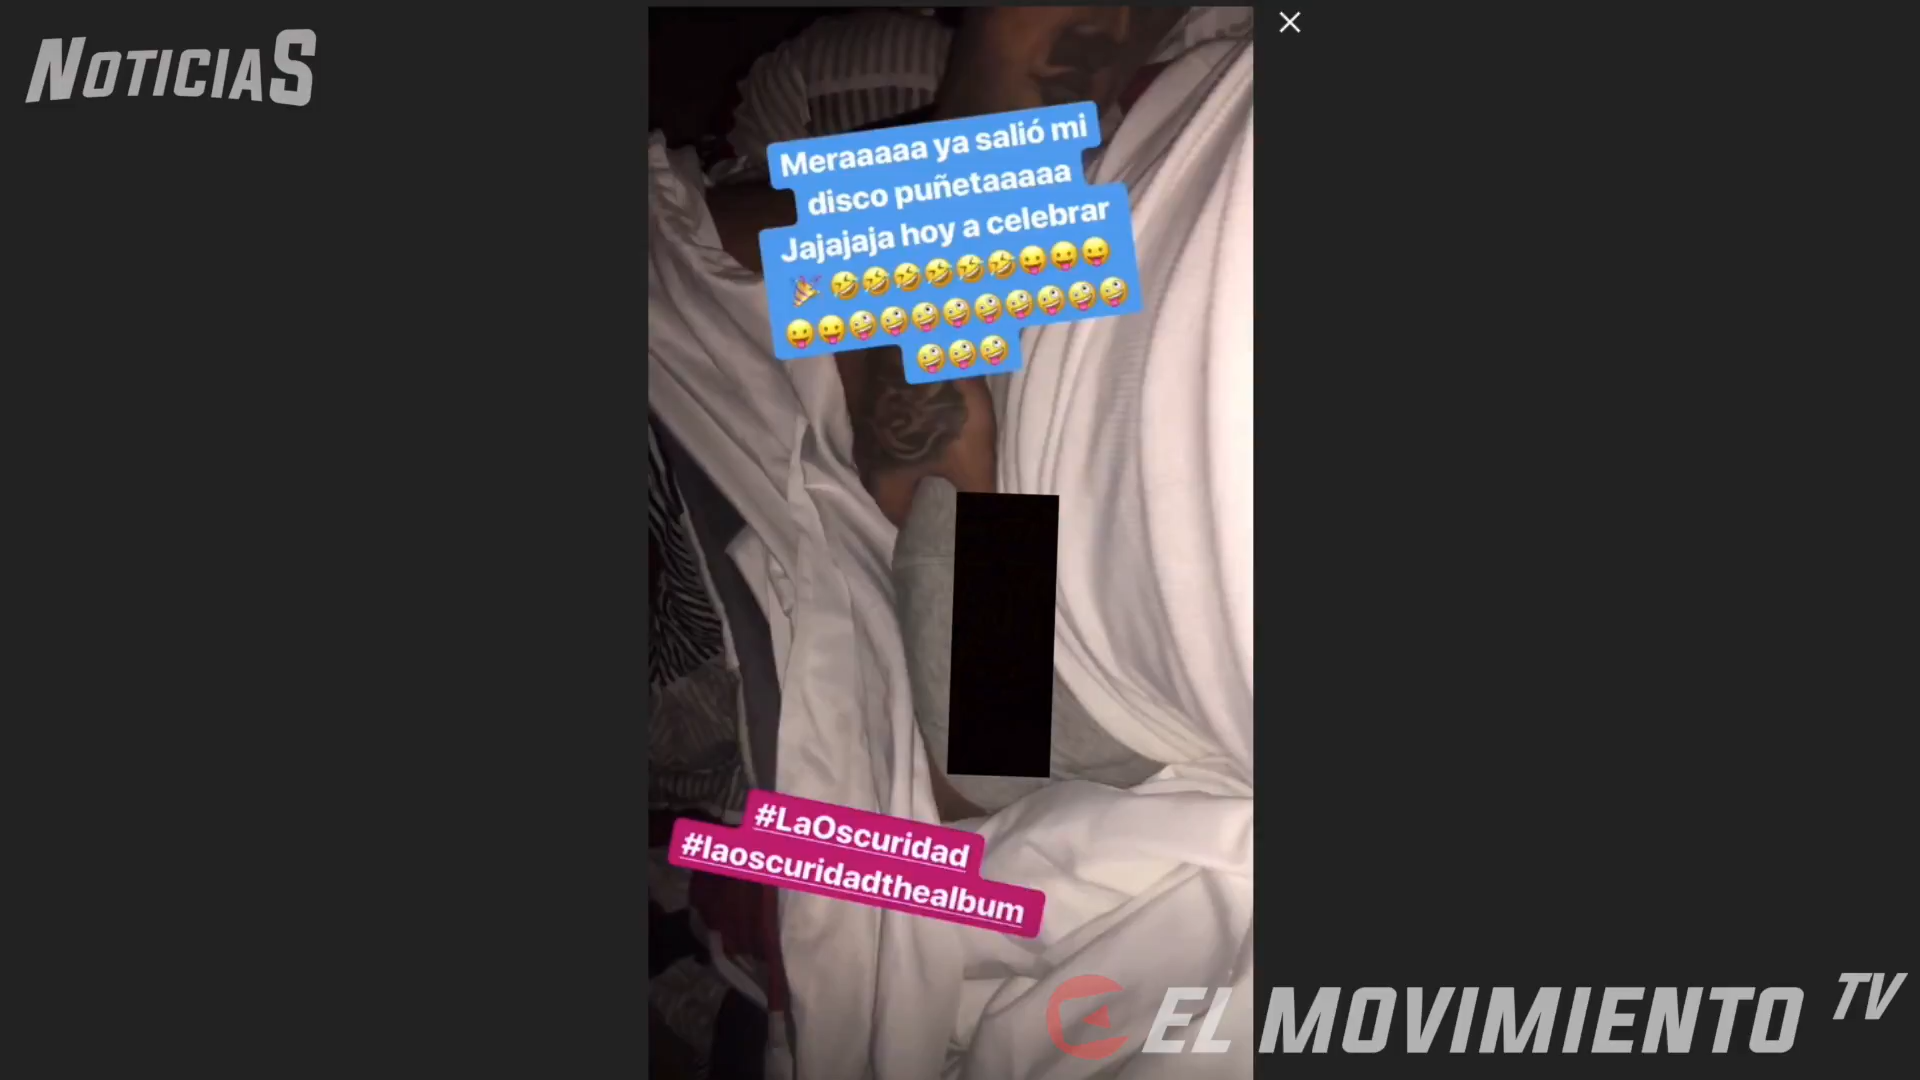 NOTICIAS
Meraaaaa ya salió mi
disco puñetaaaaa
Jajajaja hoy a celebrar
🎉🤣🤣🤣🤣🤣🤣😛😛😛
😛😛🤪🤪🤪🤪🤪🤪🤪🤪🤪
🤪🤪🤪
#LaOscuridad
#laoscuridadthealbum
EL MOVIMIENTO TV